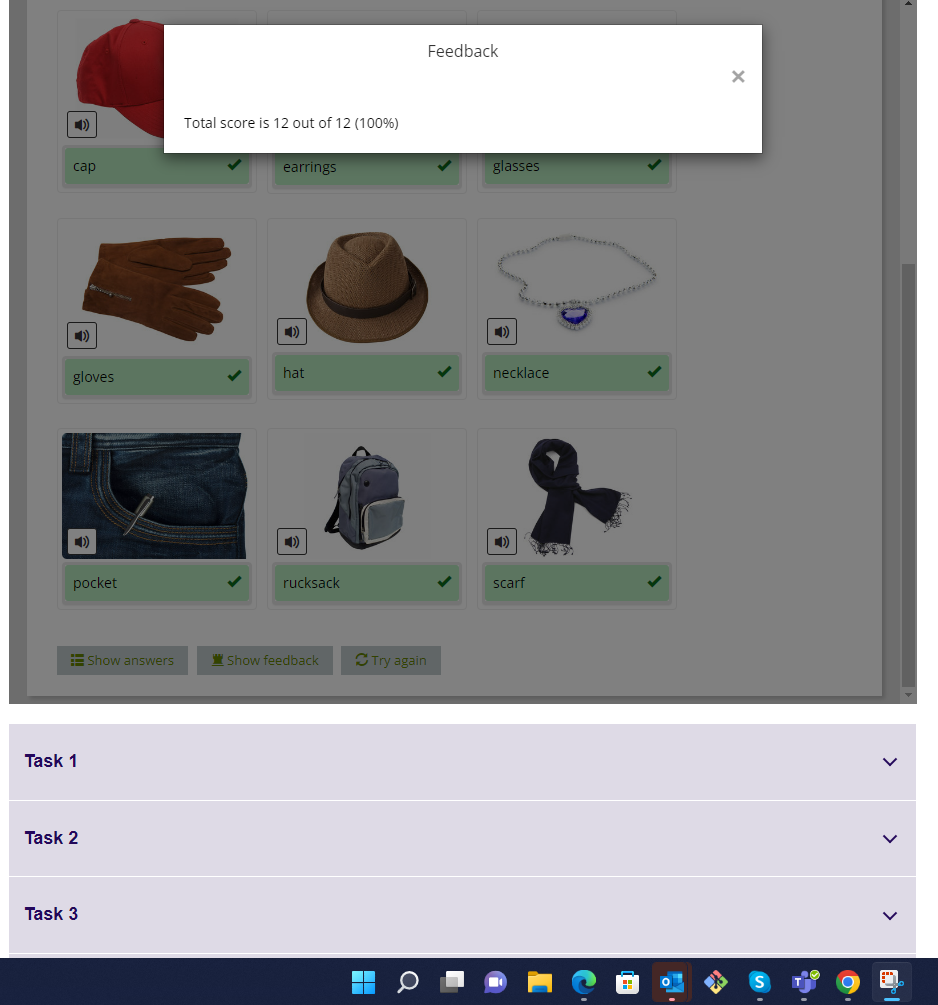 Feedback
×
Total score is 12 out of 12 (100%)
cap
earrings
glasses
gloves
hat
necklace
pocket
rucksack
scarf
Show answers
Show feedback
Try again
Task 1
Task 2
Task 3